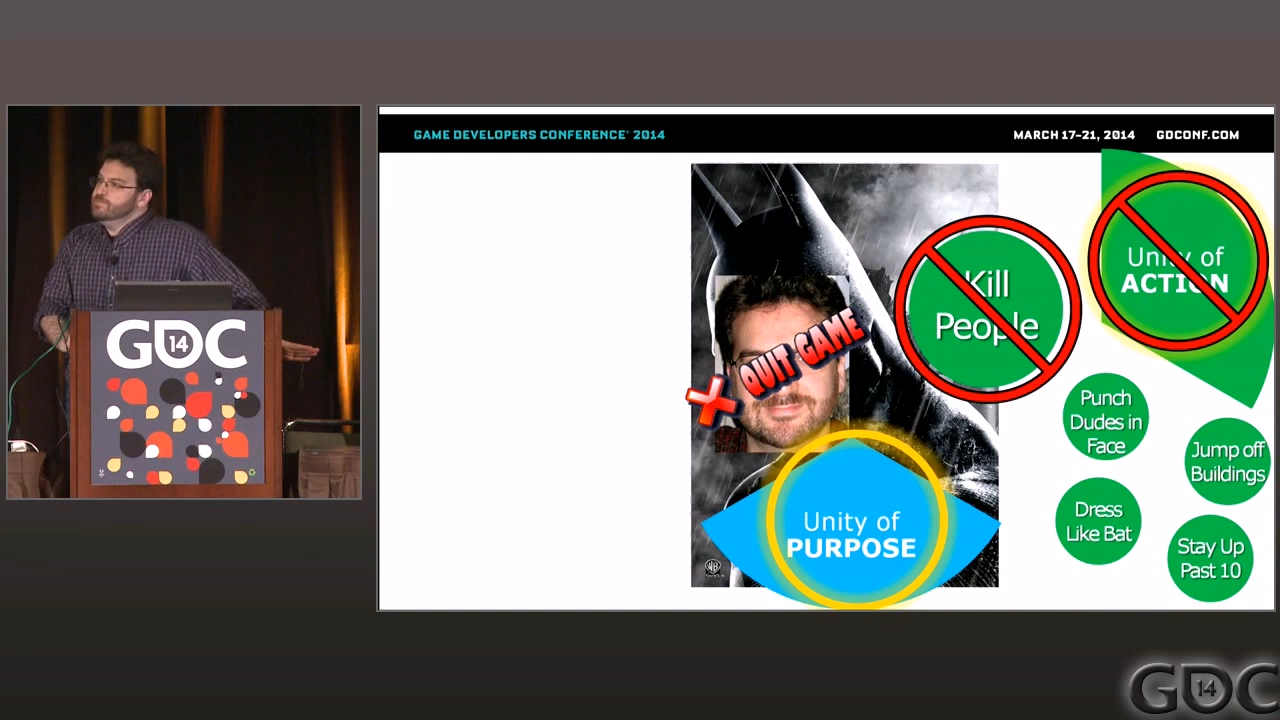 GAME DEVELOPERS CONFERENCE 2014
MARCH 17-21, 2014 GDCONF.COM
Unity of
ACTION
Kill
People
QUIT GAME
Punch
Dudes in
Face
Jump off
Buildings
Dress
Like Bat
Stay Up
Past 10
Unity of
PURPOSE
WB
GDC
14
GDC
14